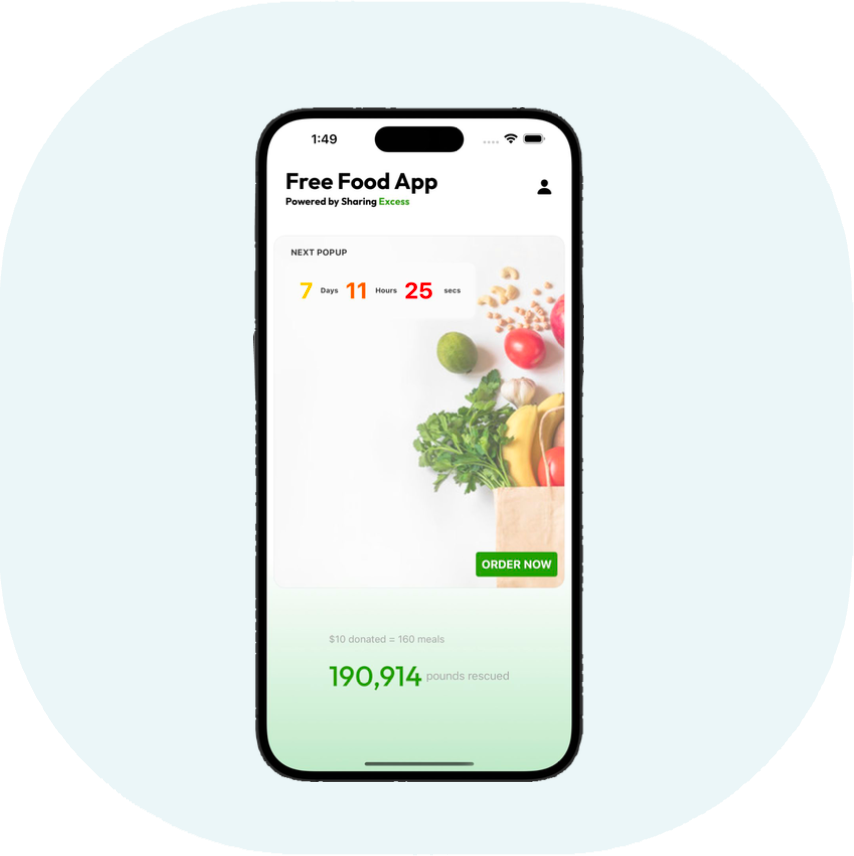 1:49
Free Food App
Powered by Sharing Excess
NEXT POPUP
7 Days 11 Hours 25 secs
ORDER NOW
$10 donated = 160 meals
190,914 pounds rescued